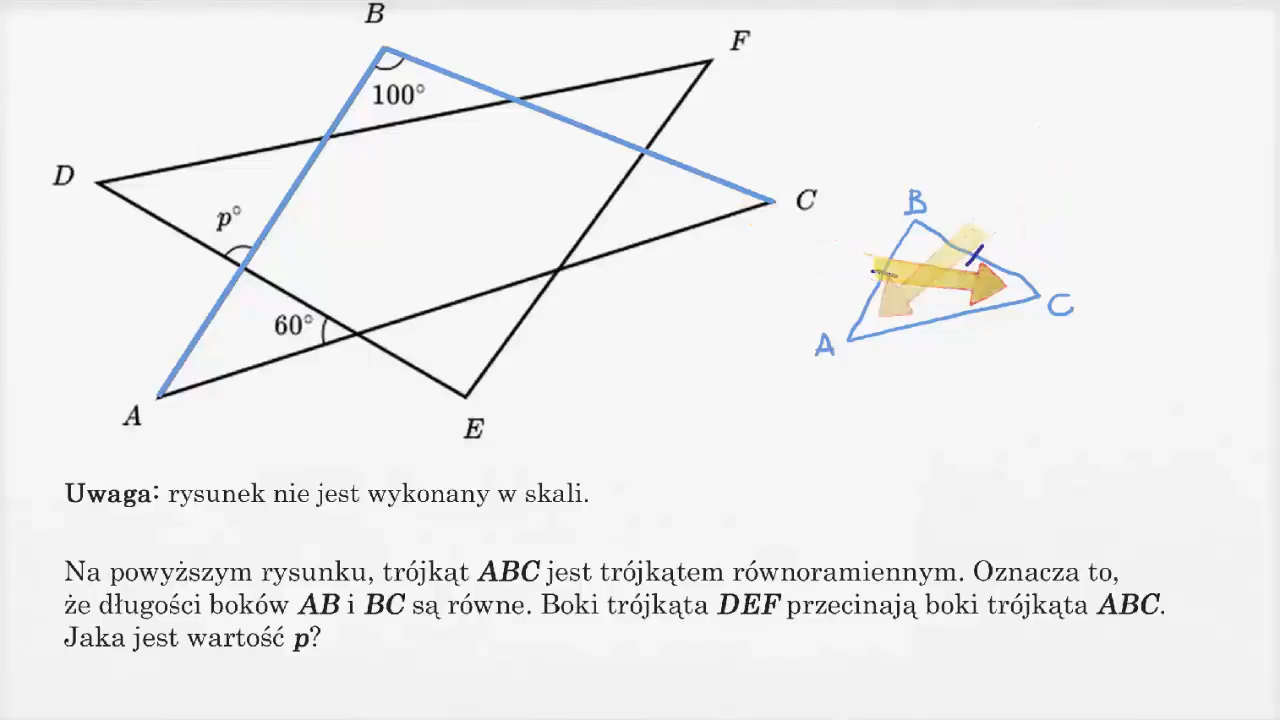 B
F
100°
D
C
p°
60°
A
E
B
A
C
Uwaga: rysunek nie jest wykonany w skali.
Na powyższym rysunku, trójkąt ABC jest trójkątem równoramiennym. Oznacza to,
że długości boków AB i BC są równe. Boki trójkąta DEF przecinają boki trójkąta ABC.
Jaka jest wartość p?